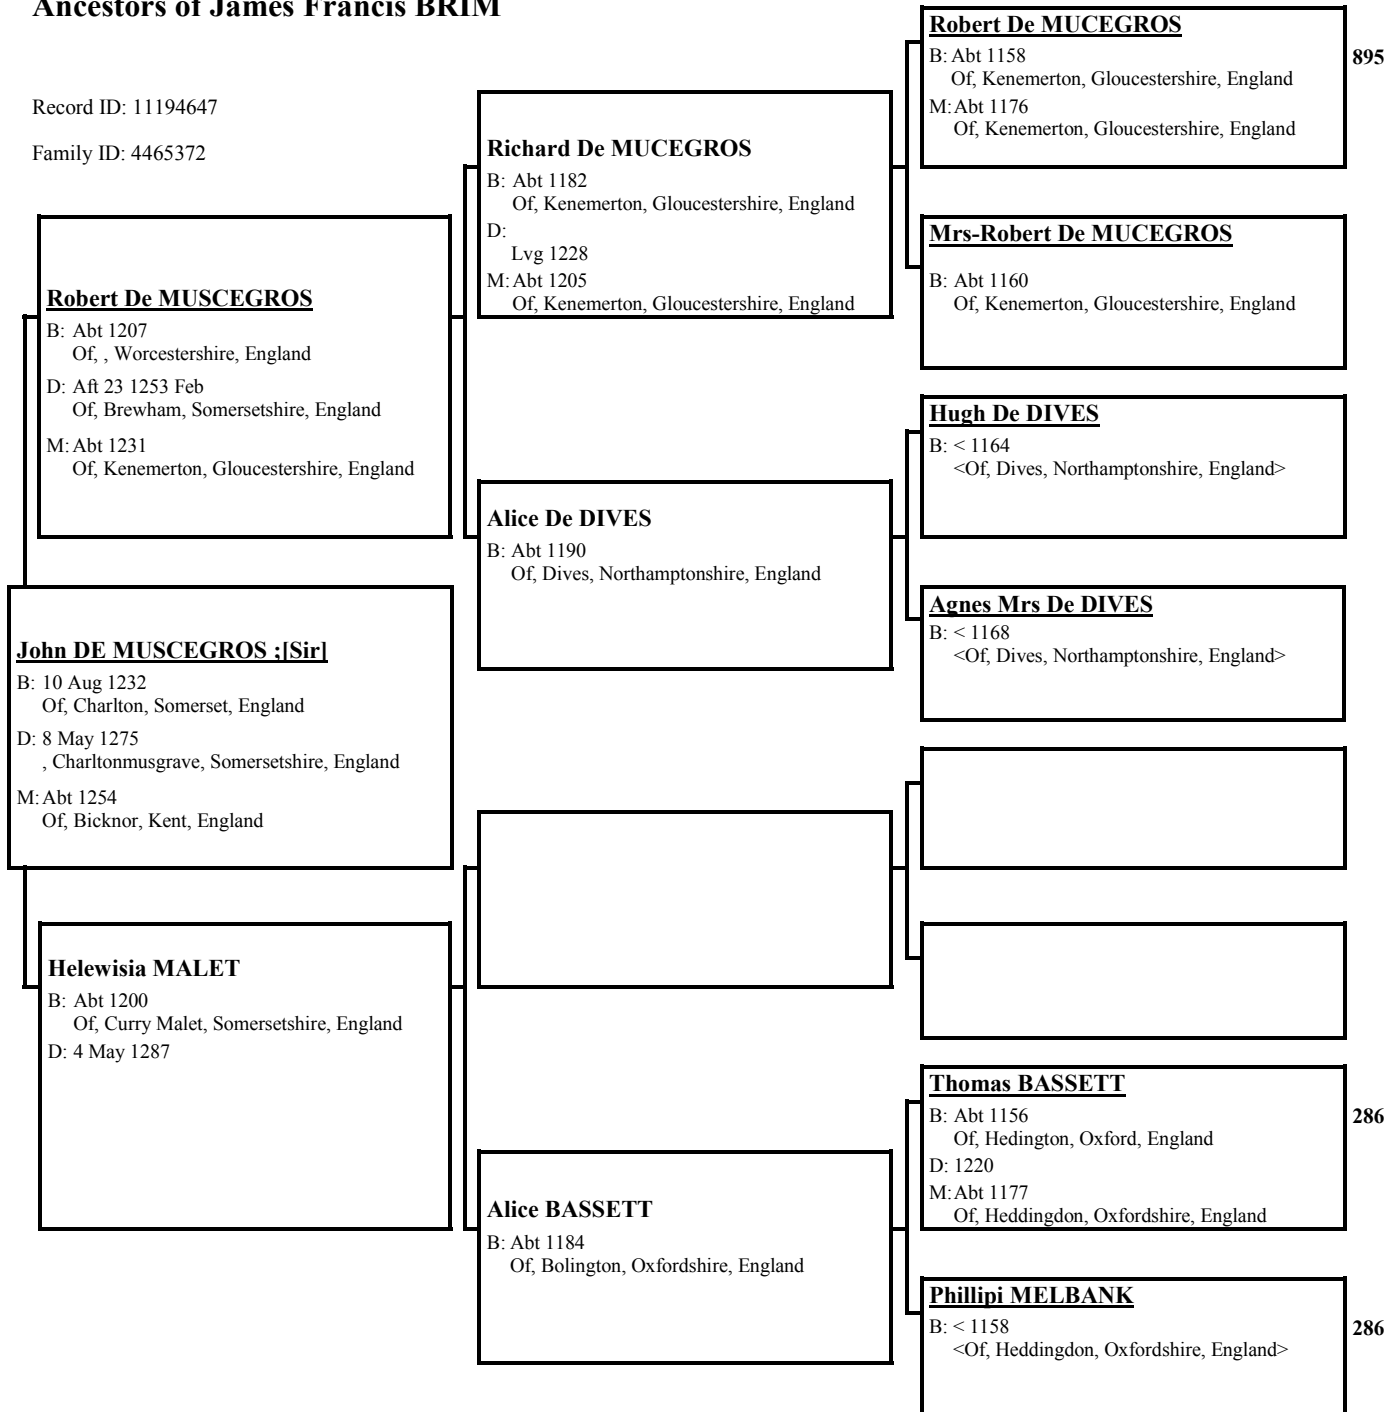 Ancestors of James Francis BRIM
Record ID: 11194647
Family ID: 4465372
Robert De MUSCEGROS
B: Abt 1207
Of, , Worcestershire, England
D: Aft 23 1253 Feb
Of, Brewham, Somersetshire, England
M: Abt 1231
Of, Kenemerton, Gloucestershire, England
John DE MUSCEGROS ;[Sir]
B: 10 Aug 1232
Of, Charlton, Somerset, England
D: 8 May 1275
, Charltonmusgrave, Somersetshire, England
M: Abt 1254
Of, Bicknor, Kent, England
Helewisia MALET
B: Abt 1200
Of, Curry Malet, Somersetshire, England
D: 4 May 1287
Richard De MUCEGROS
B: Abt 1182
Of, Kenemerton, Gloucestershire, England
D:
Lvg 1228
M: Abt 1205
Of, Kenemerton, Gloucestershire, England
Alice De DIVES
B: Abt 1190
Of, Dives, Northamptonshire, England
Alice BASSETT
B: Abt 1184
Of, Bolington, Oxfordshire, England
Robert De MUCEGROS
B: Abt 1158
895
Of, Kenemerton, Gloucestershire, England
M: Abt 1176
Of, Kenemerton, Gloucestershire, England
Mrs-Robert De MUCEGROS
B: Abt 1160
Of, Kenemerton, Gloucestershire, England
Hugh De DIVES
B: < 1164
<Of, Dives, Northamptonshire, England>
Agnes Mrs De DIVES
B: < 1168
<Of, Dives, Northamptonshire, England>
Thomas BASSETT
B: Abt 1156
286
Of, Hedington, Oxford, England
D: 1220
M: Abt 1177
Of, Heddingdon, Oxfordshire, England
Phillipi MELBANK
B: < 1158
286
<Of, Heddingdon, Oxfordshire, England>